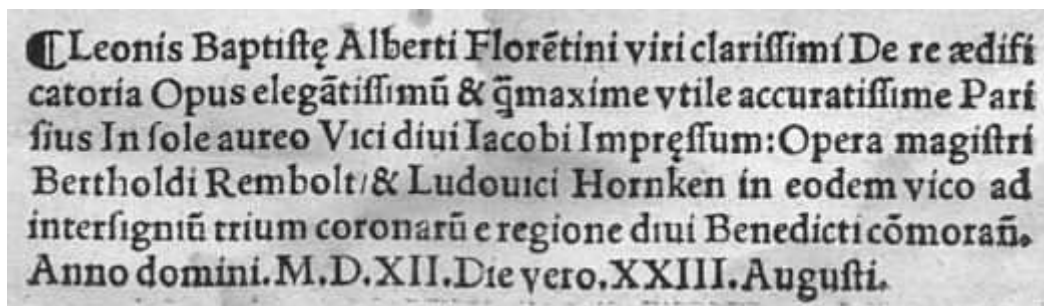 ¶Leonis Baptiſtę Alberti Florẽtini viri clariſſimi De re ædifi
catoria Opus elegãtiſſimũ & q̃maxime vtile accuratiſſime Pari
ſius In ſole aureo Vici diui Iacobi Impręſſum: Opera magiſtri
Bertholdi Rembolt/& Ludouici Hornken in eodem vico ad
interſigniũ trium coronarũ e regione diui Benedicti cõmorañ.
Anno domini.M.D.XII.Die vero.XXIII.Auguſti.